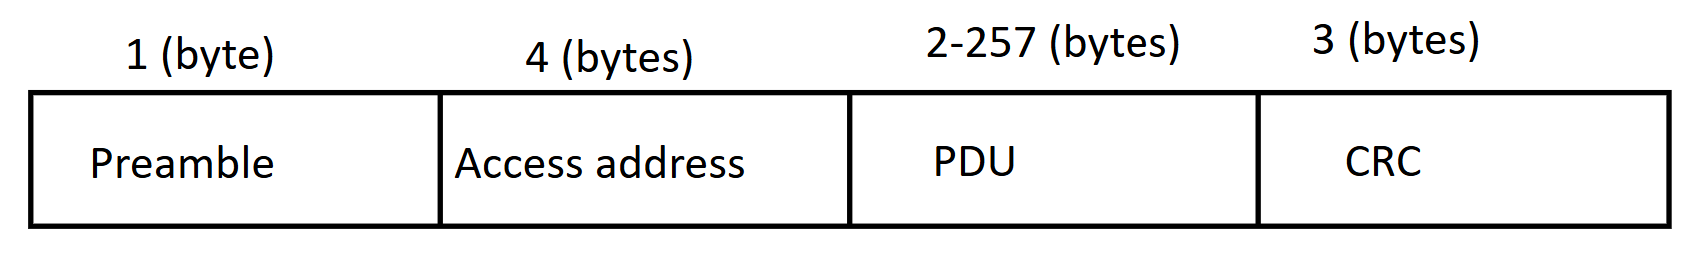 1 (byte)
4 (bytes)
2-257 (bytes)
3 (bytes)
Preamble
Access address
PDU
CRC